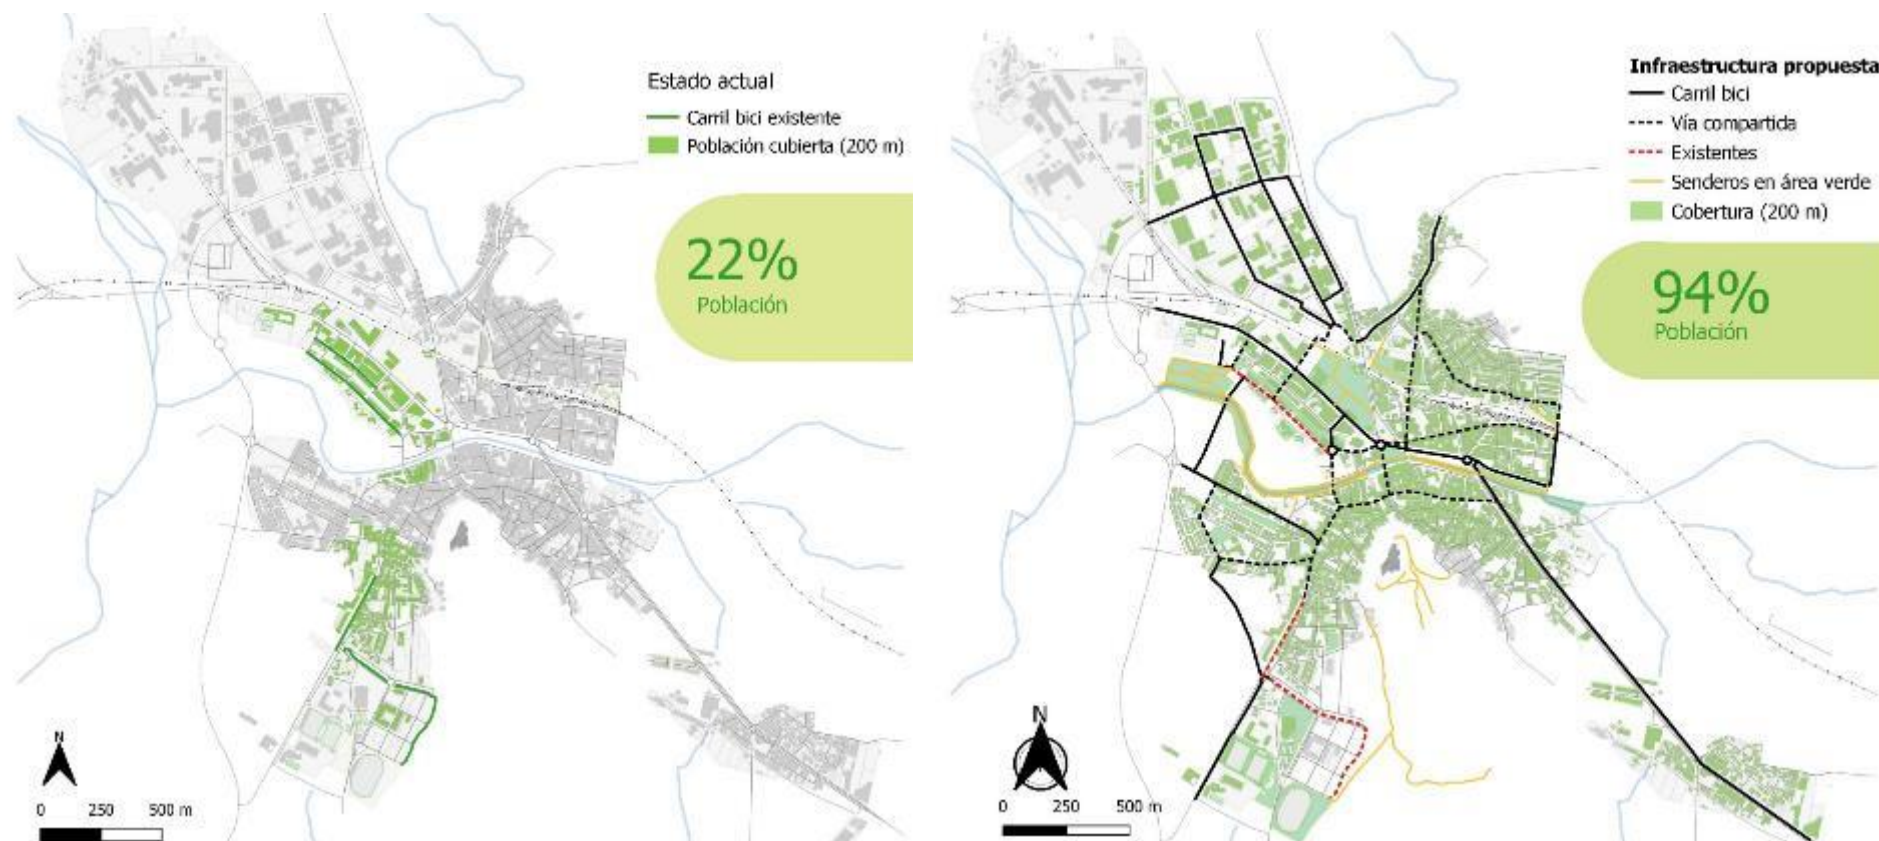 Estado actual
Carril bici existente
Población cubierta (200 m)
22%
Población
N
0 250 500 m
Infraestructura propuesta
Carril bici
Vía compartida
Existentes
Senderos en área verde
Cobertura (200 m)
94%
Población
N
0 250 500 m